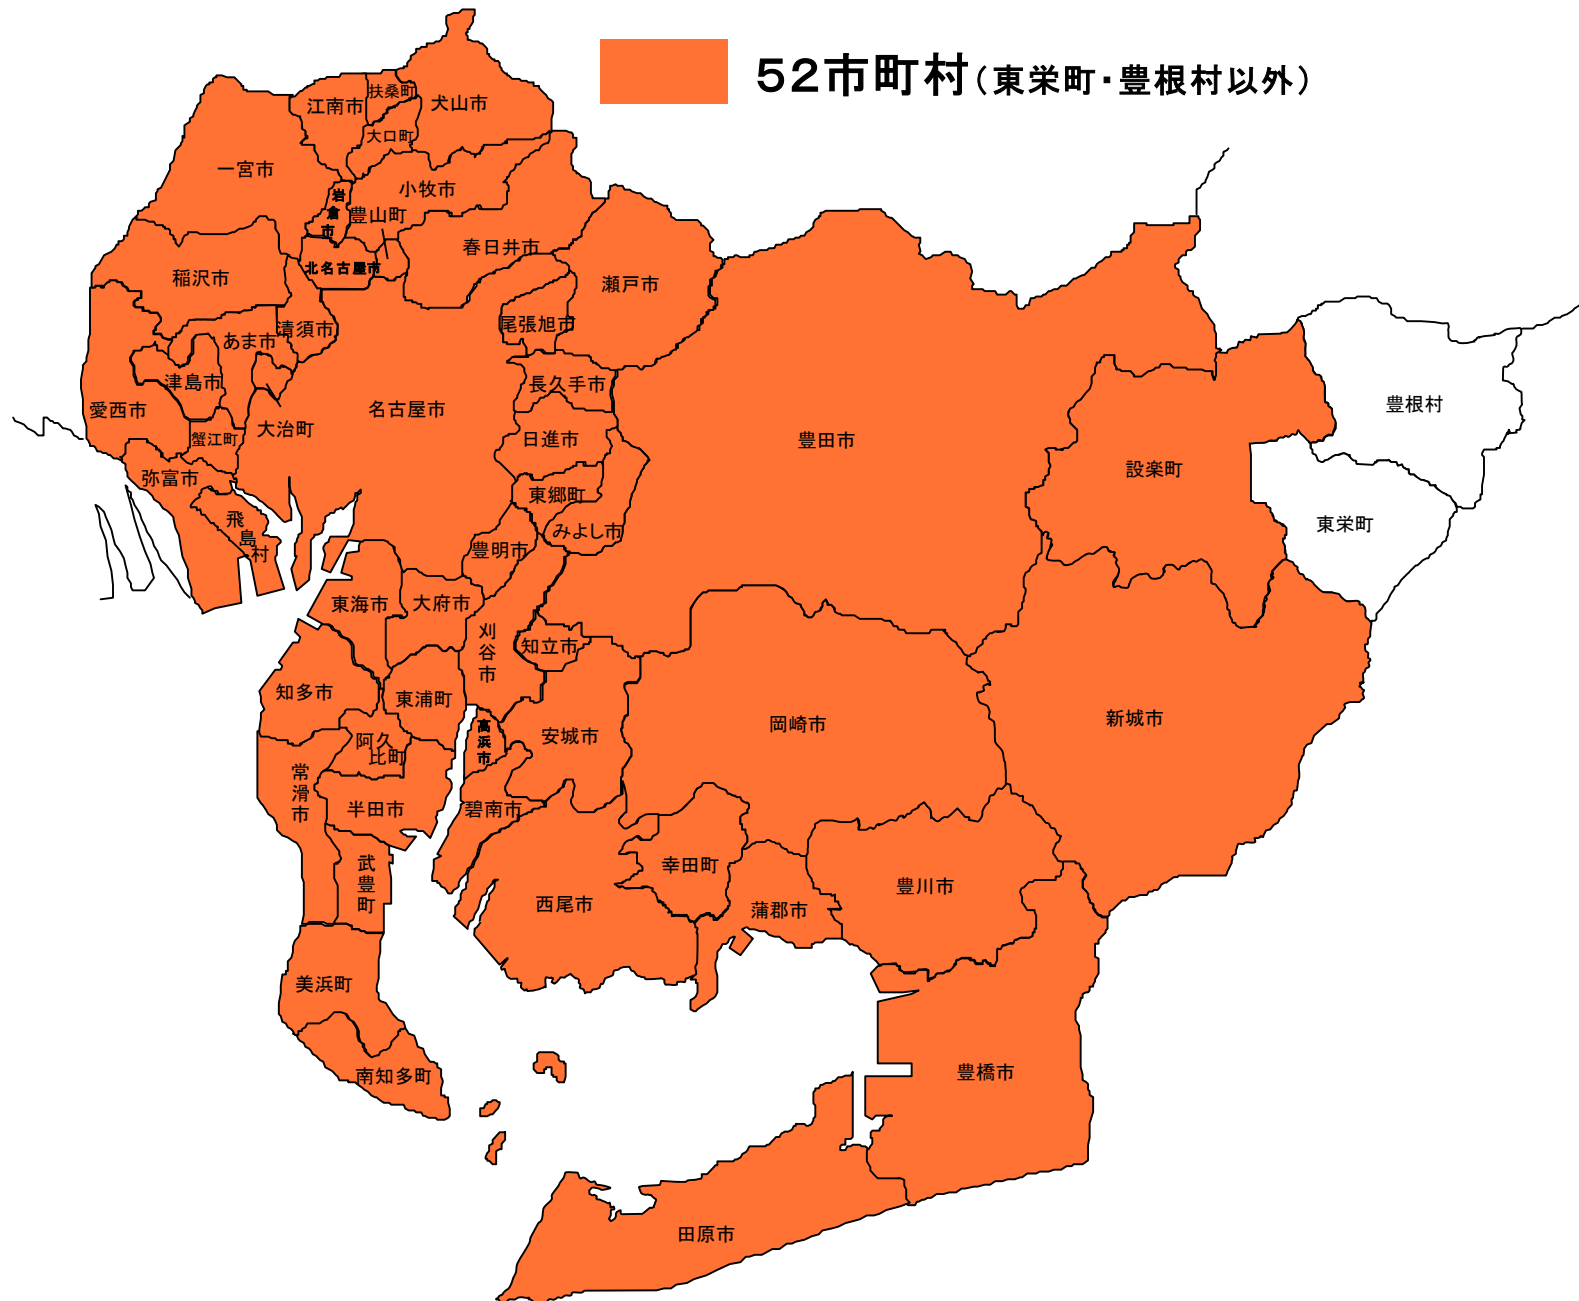 52市町村(東栄町・豊根村以外)
扶桑町
江南市
犬山市
大口町
一宮市
小牧市
岩倉市
豊山町
春日井市
北名古屋市
稲沢市
瀬戸市
尾張旭市
清須市
あま市
津島市
長久手市
愛西市
名古屋市
豊根村
大治町
蟹江町
日進市
豊田市
設楽町
弥富市
東郷町
飛島村
みよし市
東栄町
豊明市
東海市
大府市
刈谷市
知立市
知多市
東浦町
岡崎市
新城市
高浜市
安城市
阿久比町
常滑市
半田市
碧南市
幸田町
武豊町
豊川市
西尾市
蒲郡市
美浜町
南知多町
豊橋市
田原市